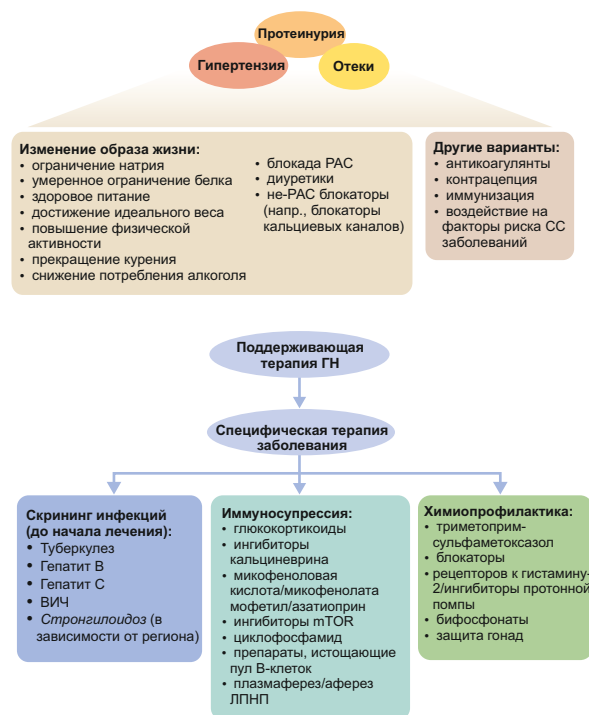 Протеинурия
Гипертензия
Отеки
Изменение образа жизни:
• ограничение натрия
• умеренное ограничение белка
• здоровое питание
• достижение идеального веса
• повышение физической
активности
• прекращение курения
• снижение потребления алкоголя
• блокада РАС
• диуретики
• не-РАС блокаторы
(напр., блокаторы
кальциевых каналов)
Другие варианты:
• антикоагулянты
• контрацепция
• иммунизация
• воздействие на
факторы риска СС
заболеваний
Поддерживающая
терапия ГН
Специфическая терапия
заболевания
Скрининг инфекций
(до начала лечения):
• Туберкулез
• Гепатит В
• Гепатит С
• ВИЧ
• Стронгилоидоз (в
зависимости от региона)
Иммуносупрессия:
• глюкокортикоиды
• ингибиторы
кальциневрина
• микофеноловая
кислота/микофенолата
мофетил/азатиоприн
• ингибиторы mTOR
• циклофосфамид
• препараты, истощающие
пул В-клеток
• плазмаферез/аферез
ЛПНП
Химиопрофилактика:
• триметоприм-
сульфаметоксазол
• блокаторы
• рецепторов к гистамину-
2/ингибиторы протонной
помпы
• бифосфонаты
• защита гонад